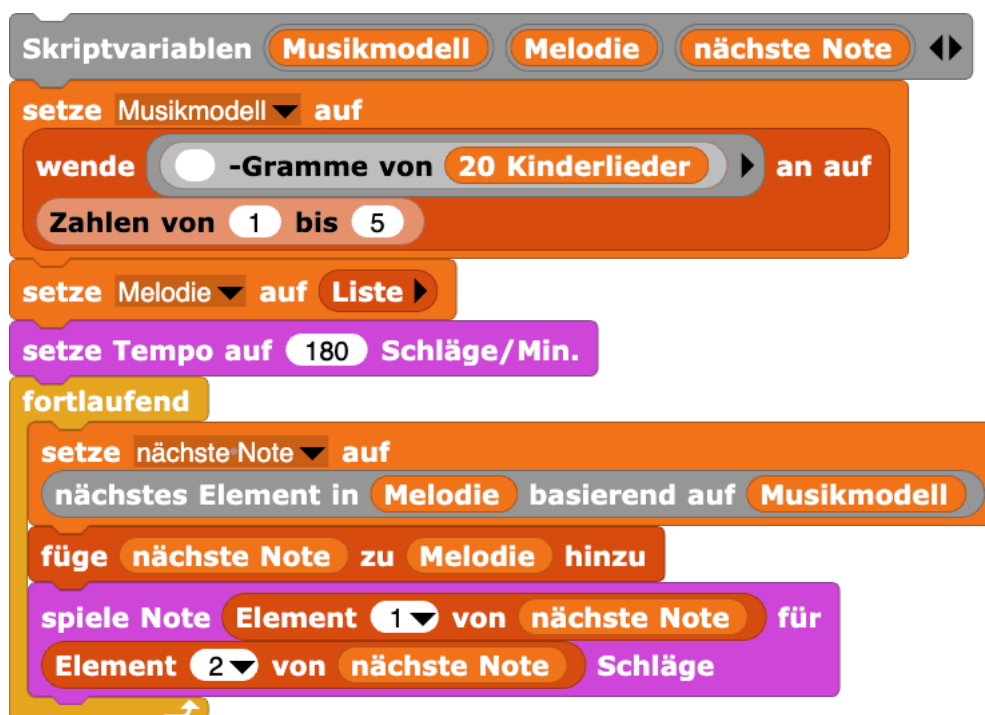 Skriptvariablen Musikmodell Melodie nächste Note
setze Musikmodell auf
wende -Gramme von 20 Kinderlieder an auf
Zahlen von 1 bis 5
setze Melodie auf Liste
setze Tempo auf 180 Schläge/Min.
fortlaufend
setze nächste Note auf
nächstes Element in Melodie basierend auf Musikmodell
füge nächste Note zu Melodie hinzu
spiele Note Element 1 von nächste Note für
Element 2 von nächste Note Schläge